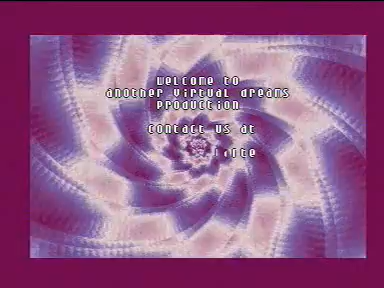 Welcome to
another virtual dreams
production
contact us at